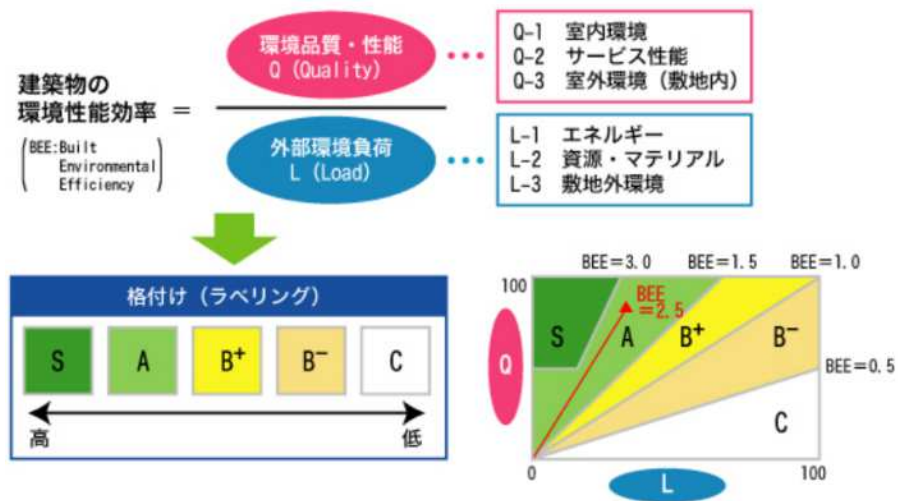 環境品質・性能
Q (Quality)
Q-1 室内環境
Q-2 サービス性能
Q-3 室外環境（敷地内）
建築物の
環境性能効率 ＝
(BEE:Built
Environmental
Efficiency)
外部環境負荷
L (Load)
L-1 エネルギー
L-2 資源・マテリアル
L-3 敷地外環境
格付け（ラベリング）
S A B+ B− C
高 低
BEE＝3.0 BEE＝1.5 BEE＝1.0
100
BEE
＝2.5
S A B+ B−
Q
BEE＝0.5
C
0 100
L